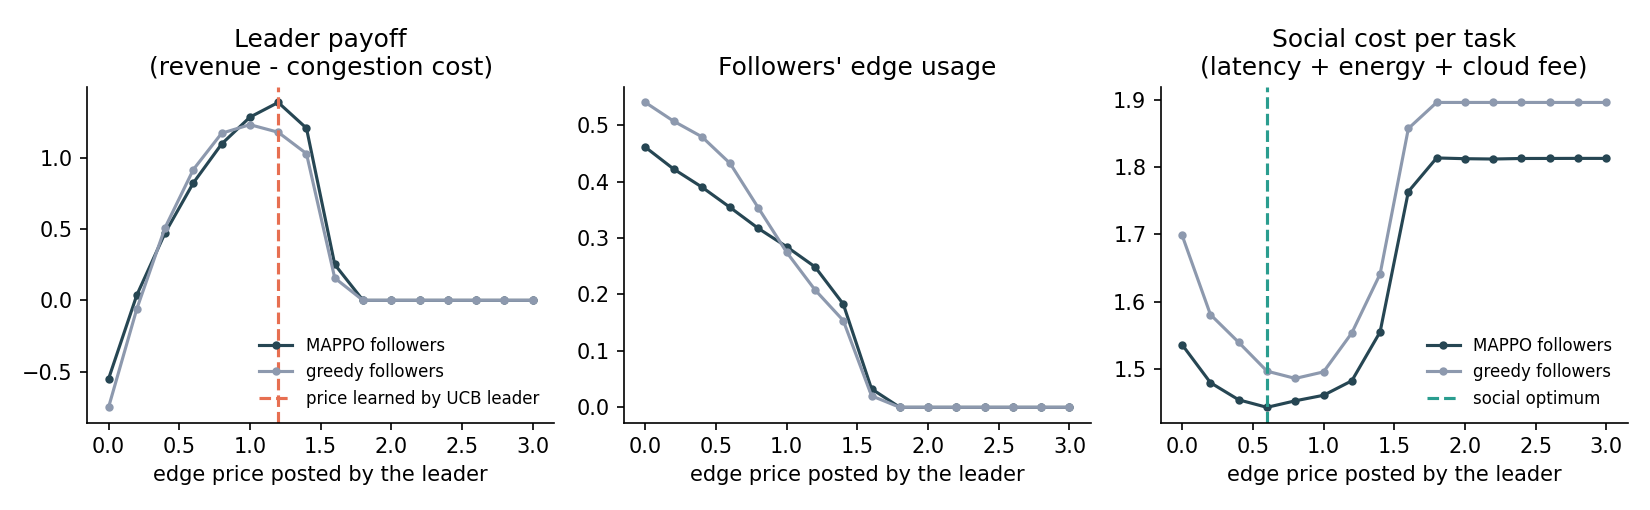 Leader payoff
(revenue - congestion cost)
1.0
0.5
0.0
−0.5
0.0 0.5 1.0 1.5 2.0 2.5 3.0
edge price posted by the leader
MAPPO followers
greedy followers
price learned by UCB leader
Followers' edge usage
0.5
0.4
0.3
0.2
0.1
0.0
0.0 0.5 1.0 1.5 2.0 2.5 3.0
edge price posted by the leader
Social cost per task
(latency + energy + cloud fee)
1.9
1.8
1.7
1.6
1.5
0.0 0.5 1.0 1.5 2.0 2.5 3.0
edge price posted by the leader
MAPPO followers
greedy followers
social optimum